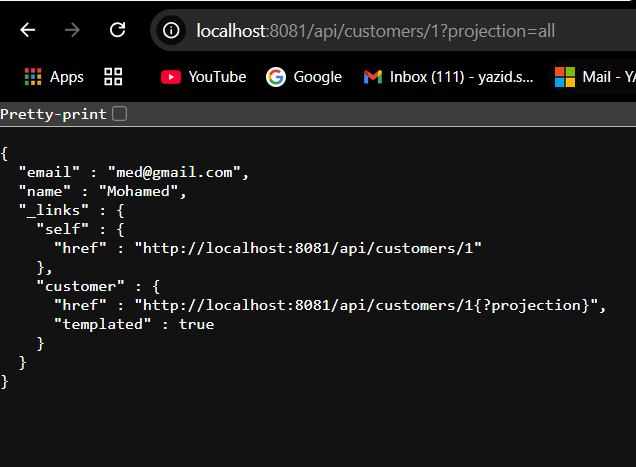 localhost:8081/api/customers/1?projection=all
Apps YouTube Google Inbox (111) - yazid.s... Mail - YA
Pretty-print
{
  "email" : "med@gmail.com",
  "name" : "Mohamed",
  "_links" : {
    "self" : {
      "href" : "http://localhost:8081/api/customers/1"
    },
    "customer" : {
      "href" : "http://localhost:8081/api/customers/1{?projection}",
      "templated" : true
    }
  }
}